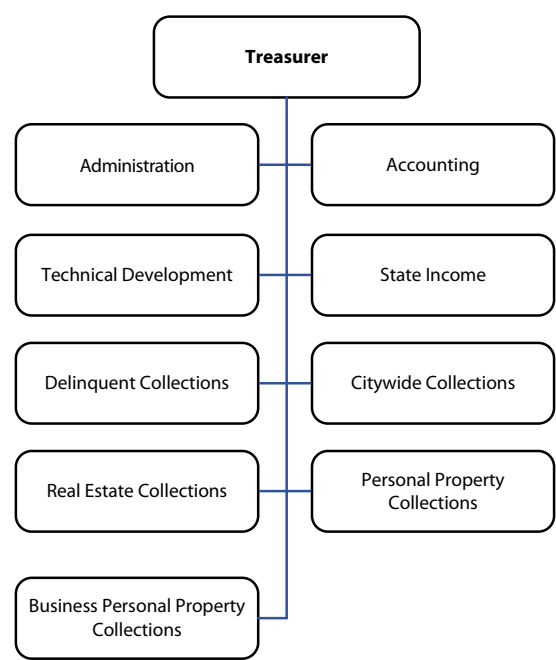 Treasurer
Administration
Accounting
Technical Development
State Income
Delinquent Collections
Citywide Collections
Real Estate Collections
Personal Property
Collections
Business Personal Property
Collections